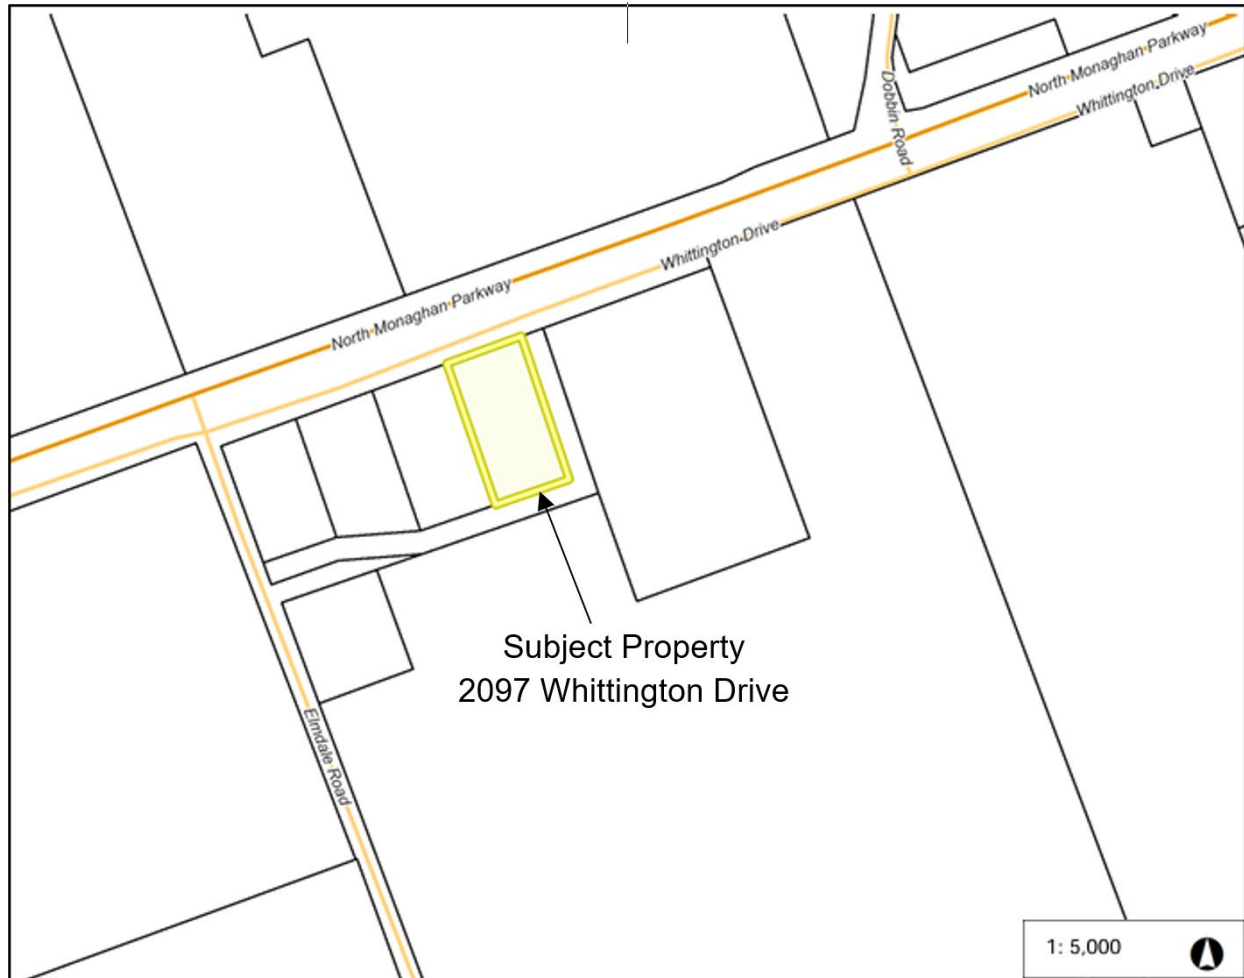 North Monaghan Parkway
Whittington Drive
Dobbin Road
Whittington Drive
North Monaghan Parkway
Subject Property
2097 Whittington Drive
Elmdale Road
1: 5,000